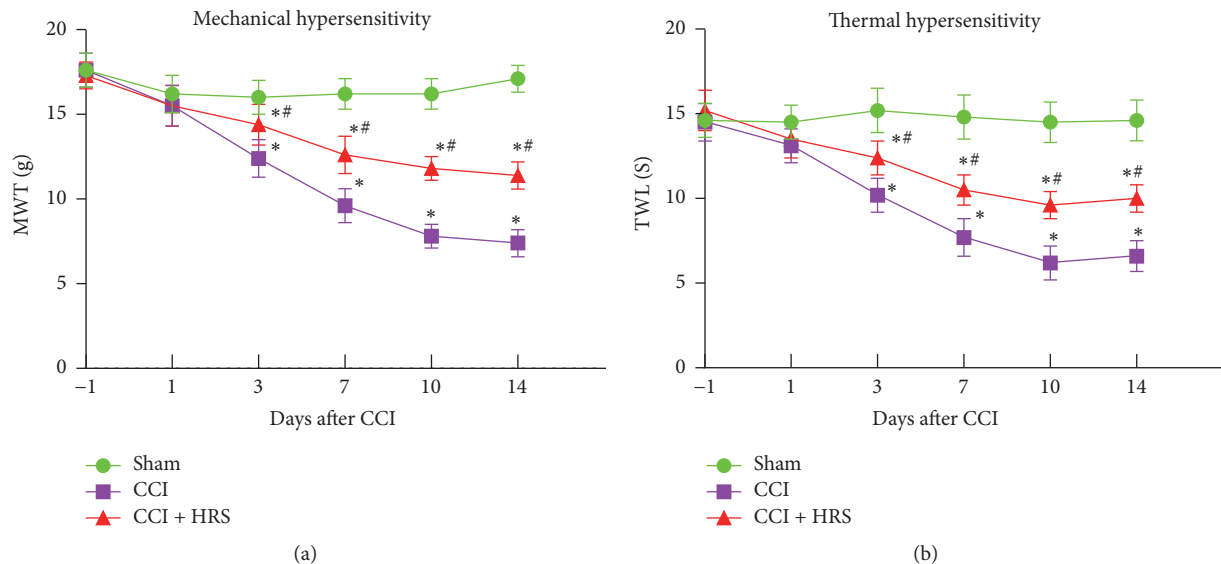 Mechanical hypersensitivity
20
15
10
5
0
MWT (g)
*#
*
*#
*
*#
*
*#
*
−1 1 3 7 10 14
Days after CCI
Sham
CCI
CCI + HRS
(a)
Thermal hypersensitivity
20
15
10
5
0
TWL (S)
*#
*
*#
*
*#
*
*#
*
−1 1 3 7 10 14
Days after CCI
Sham
CCI
CCI + HRS
(b)